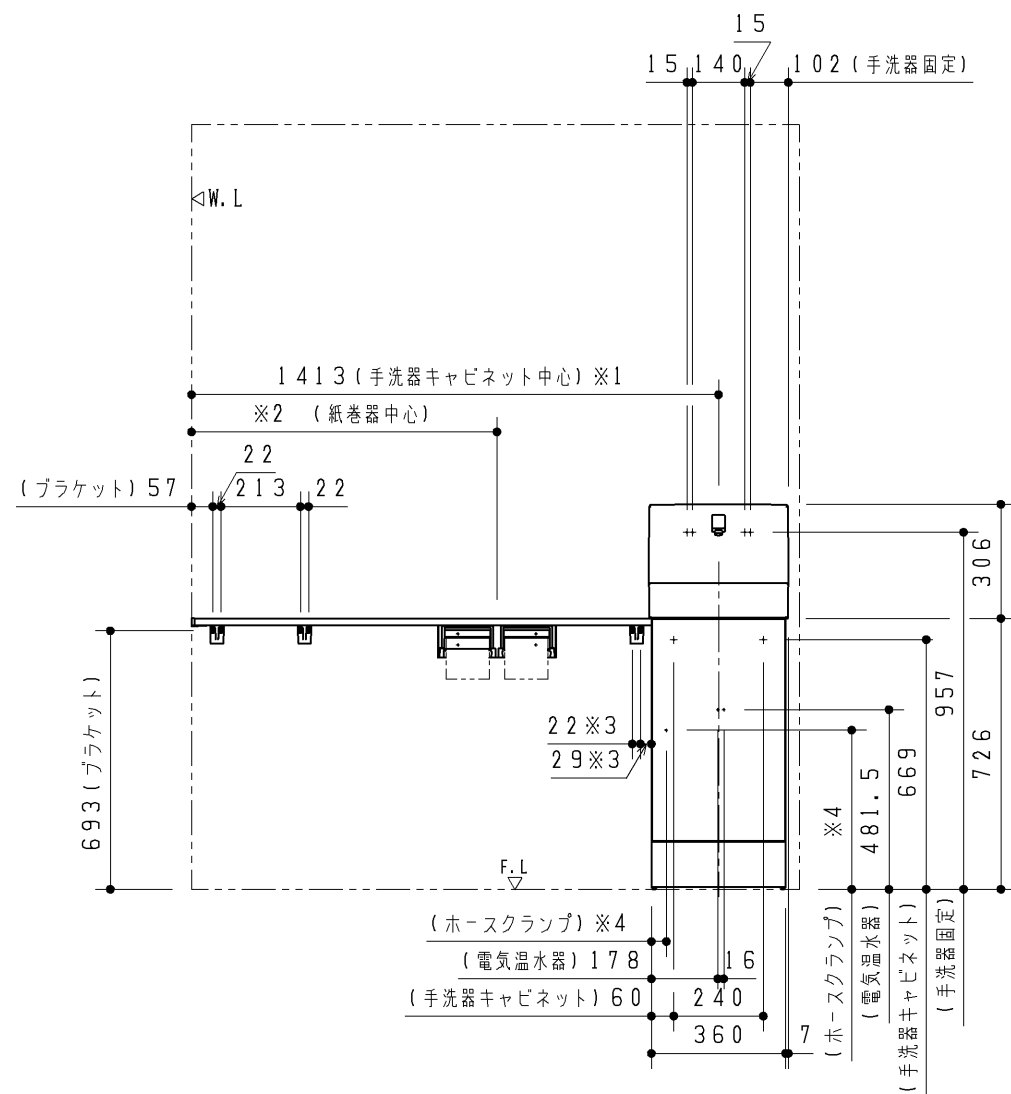 15
15 140 102(手洗器固定)
W.L
1413(手洗器キャビネット中心)※1
※2 (紙巻器中心)
22
(ブラケット)57 213 22
306
957
726
693(ブラケット)
22※3
29※3
669
481.5
※4
F.L
(ホースクランプ)※4
(電気温水器)178 16
(手洗器キャビネット)60 240
360 7
(ホースクランプ)
(電気温水器)
(手洗器キャビネット)
(手洗器固定)